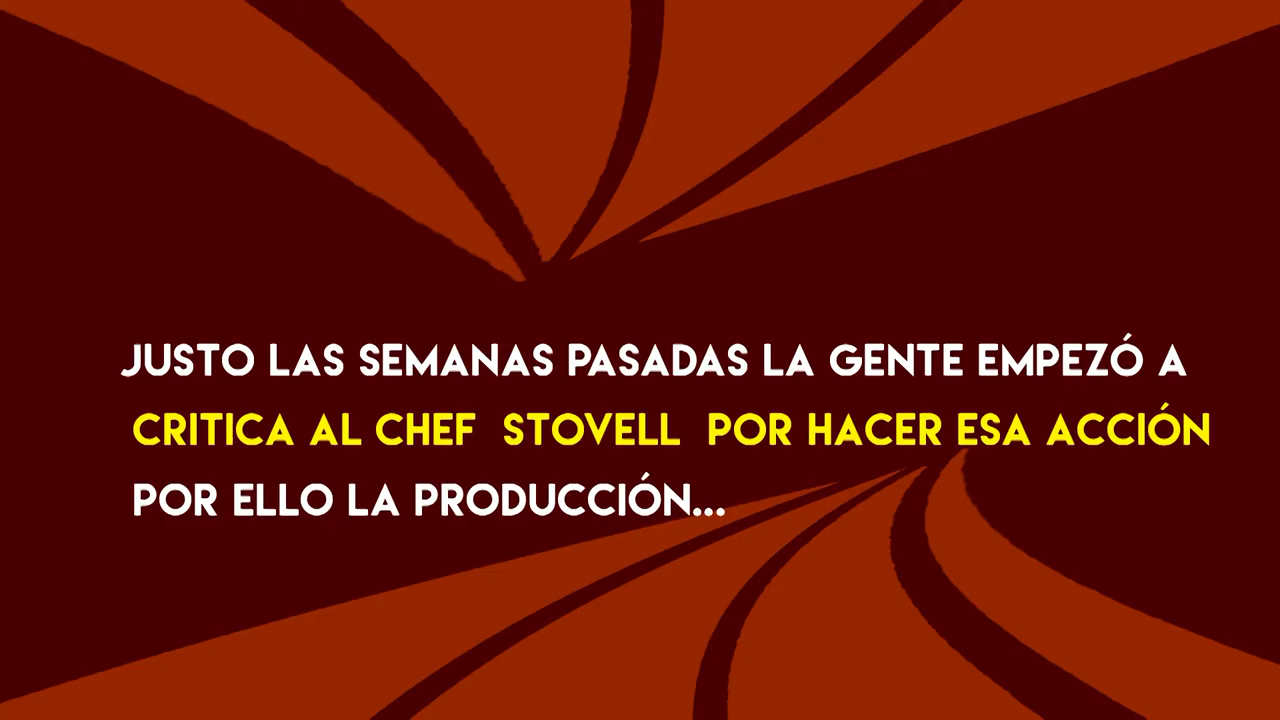 JUSTO LAS SEMANAS PASADAS LA GENTE EMPEZÓ A
CRITICA AL CHEF STOVELL POR HACER ESA ACCIÓN
POR ELLO LA PRODUCCIÓN...